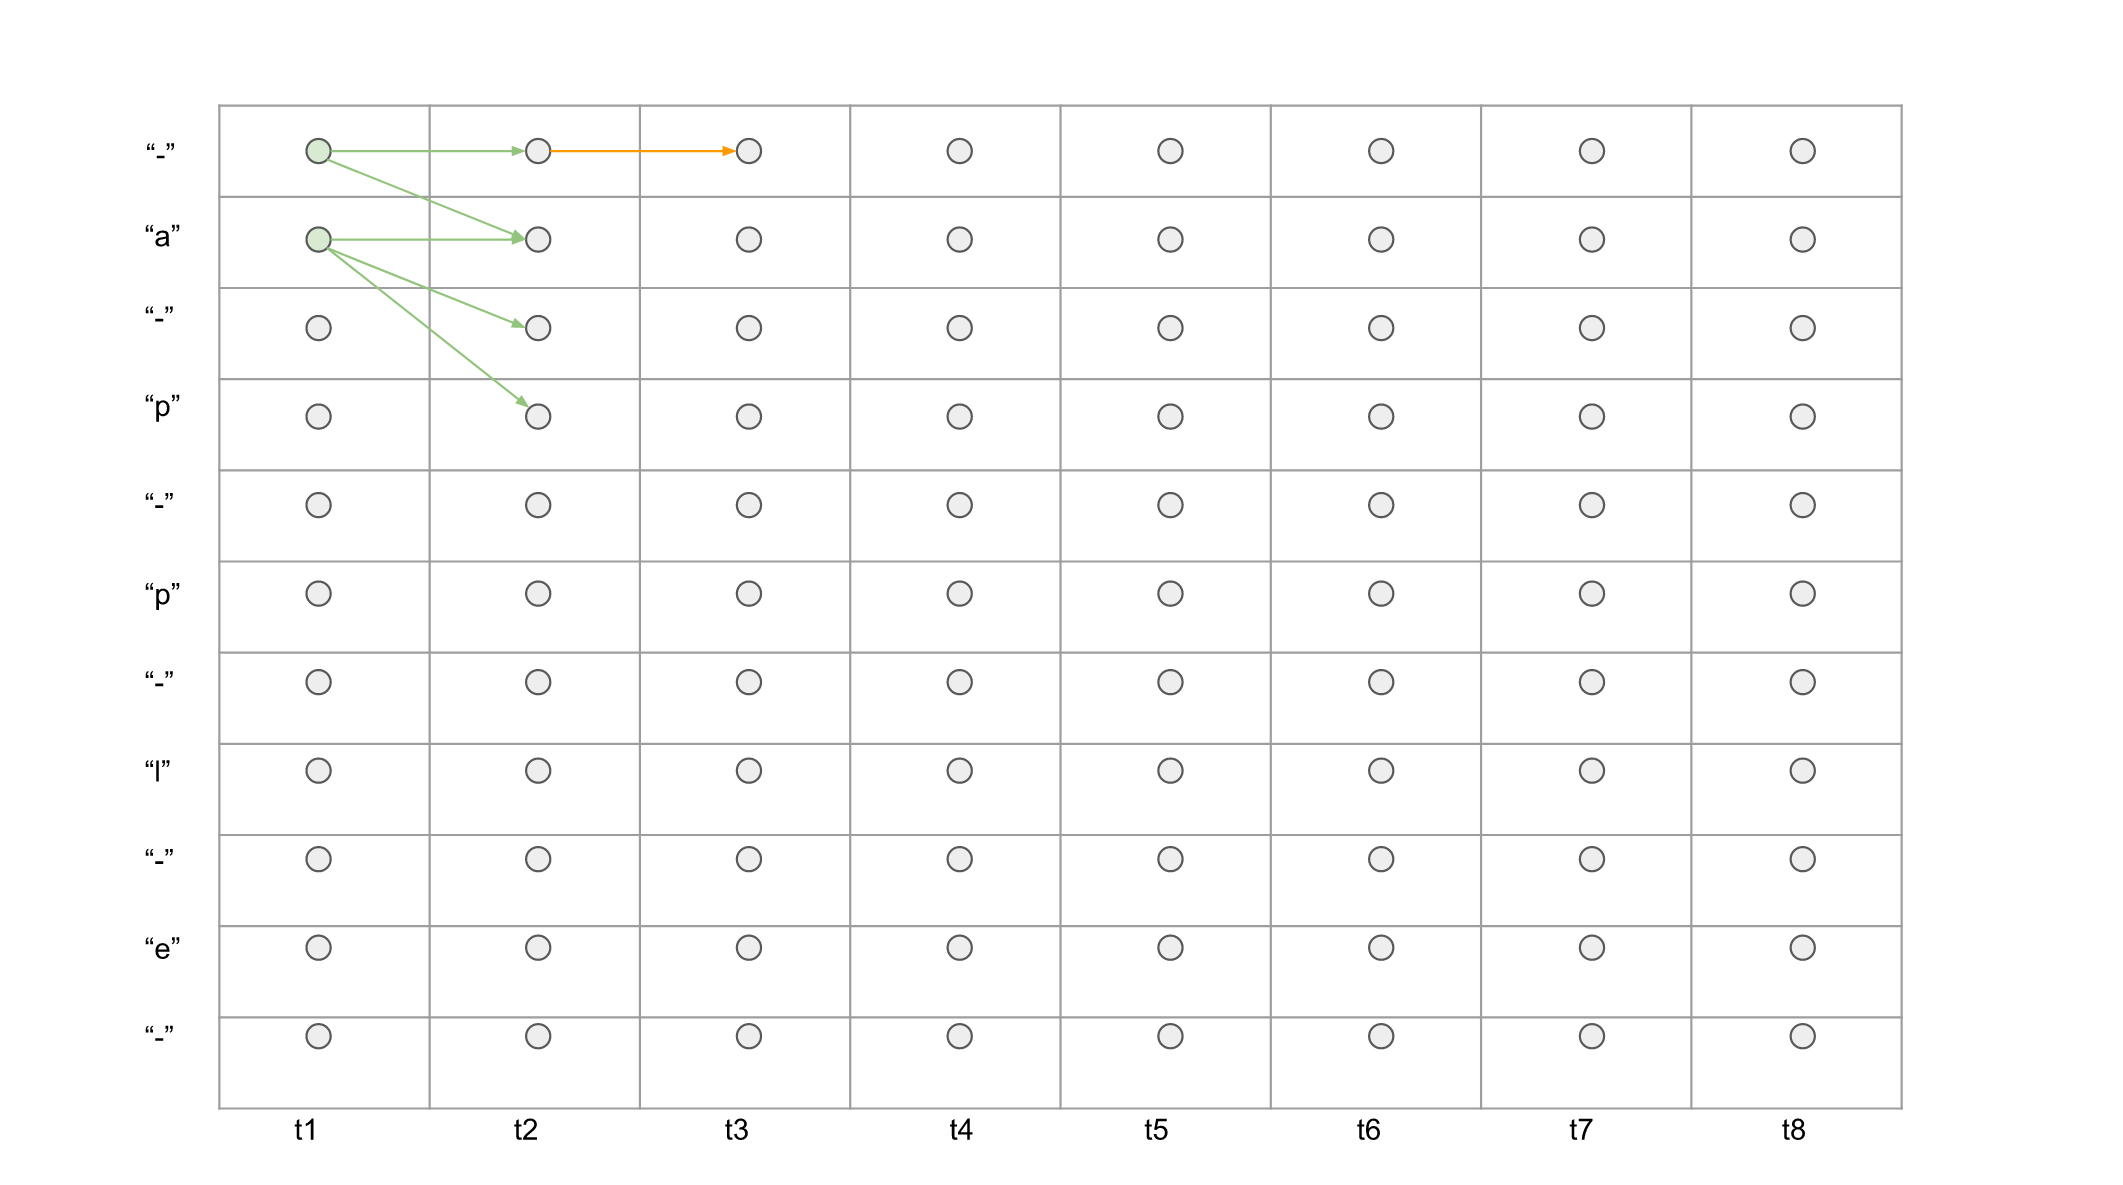 “-”
“a”
“-”
“p”
“-”
“p”
“-”
“l”
“-”
“e”
“-”
t1 t2 t3 t4 t5 t6 t7 t8